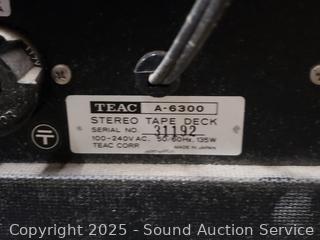 TEAC A-6300
STEREO TAPE DECK
SERIAL NO. 31192
100-240V AC, 50/60Hz, 135W
TEAC CORP. MADE IN JAPAN
Copyright © 2025 - Sound Auction Service